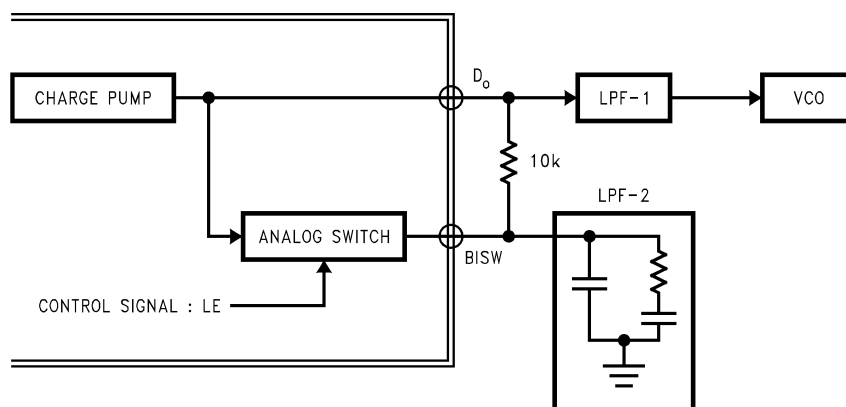 CHARGE PUMP
Do
LPF-1
VCO
10k
LPF-2
ANALOG SWITCH
BISW
CONTROL SIGNAL : LE